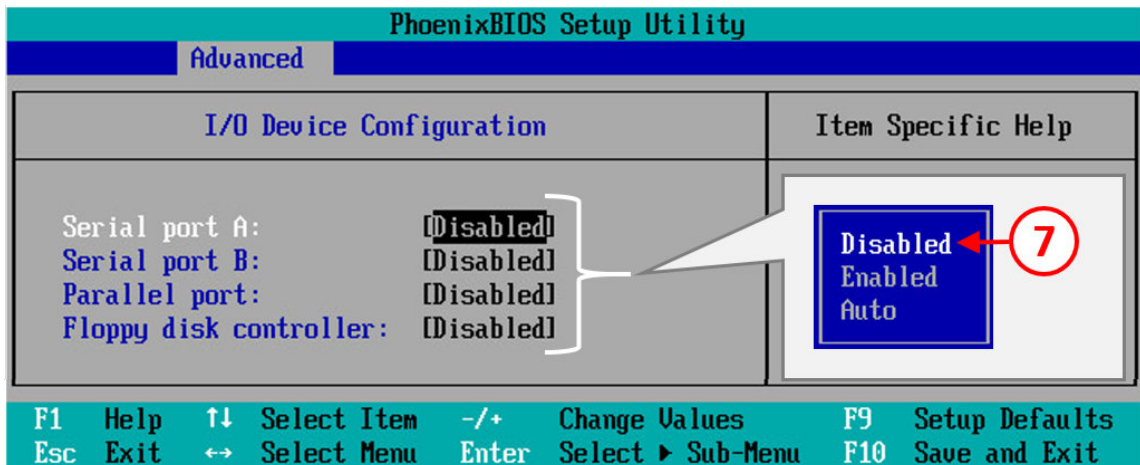 PhoenixBIOS Setup Utility
Advanced
I/O Device Configuration
Item Specific Help
Serial port A: [Disabled]
Serial port B: [Disabled]
Parallel port: [Disabled]
Floppy disk controller: [Disabled]
Disabled
Enabled
Auto
7
F1 Help ↑↓ Select Item -/+ Change Values F9 Setup Defaults
Esc Exit ↔ Select Menu Enter Select ▶ Sub-Menu F10 Save and Exit